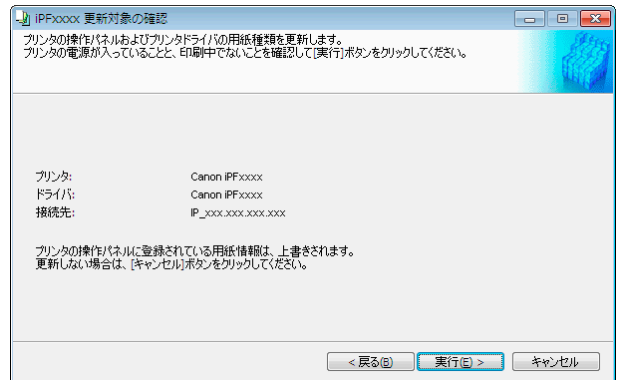 iPFxxxx 更新対象の確認
プリンタの操作パネルおよびプリンタドライバの用紙種類を更新します。
プリンタの電源が入っていることと、印刷中でないことを確認して[実行]ボタンをクリックしてください。
プリンタ: Canon iPFxxxx
ドライバ: Canon iPFxxxx
接続先: IP_xxx.xxx.xxx.xxx
プリンタの操作パネルに登録されている用紙情報は、上書きされます。
更新しない場合は、[キャンセル]ボタンをクリックしてください。
< 戻る(B) 実行(E) > キャンセル